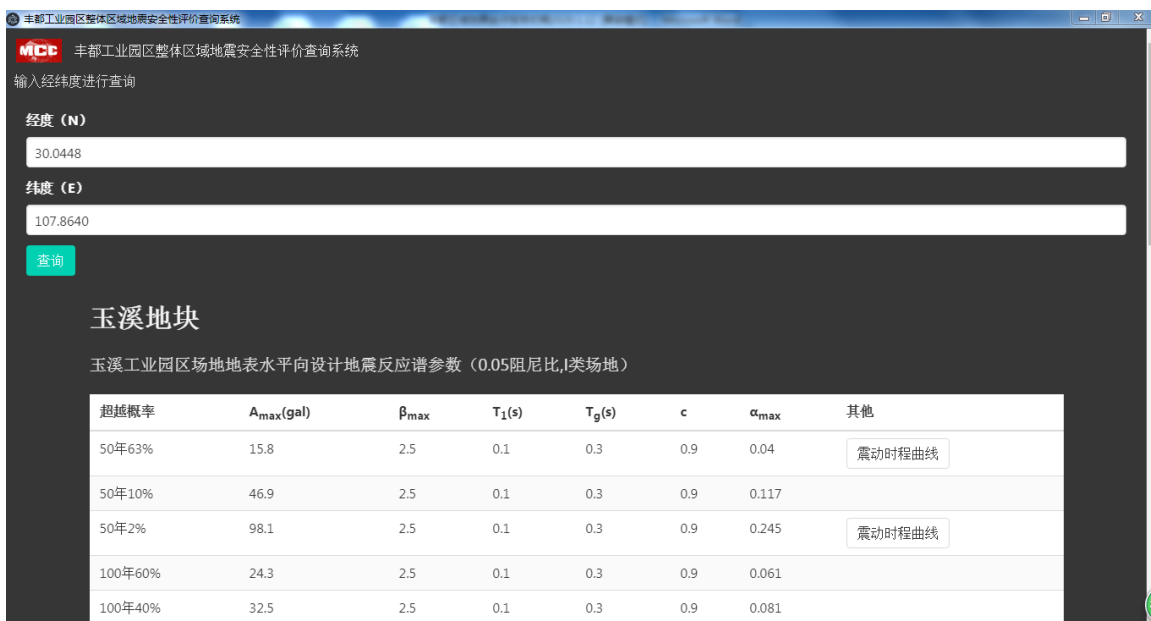 丰都工业园区整体区域地震安全性评价查询系统
MCC 丰都工业园区整体区域地震安全性评价查询系统
输入经纬度进行查询
经度（N）
30.0448
纬度（E）
107.8640
查询
玉溪地块
玉溪工业园区场地地表水平向设计地震反应谱参数（0.05阻尼比,I类场地）
超越概率 Amax(gal) βmax T1(s) Tg(s) c αmax 其他
50年63% 15.8 2.5 0.1 0.3 0.9 0.04 震动时程曲线
50年10% 46.9 2.5 0.1 0.3 0.9 0.117
50年2% 98.1 2.5 0.1 0.3 0.9 0.245 震动时程曲线
100年60% 24.3 2.5 0.1 0.3 0.9 0.061
100年40% 32.5 2.5 0.1 0.3 0.9 0.081